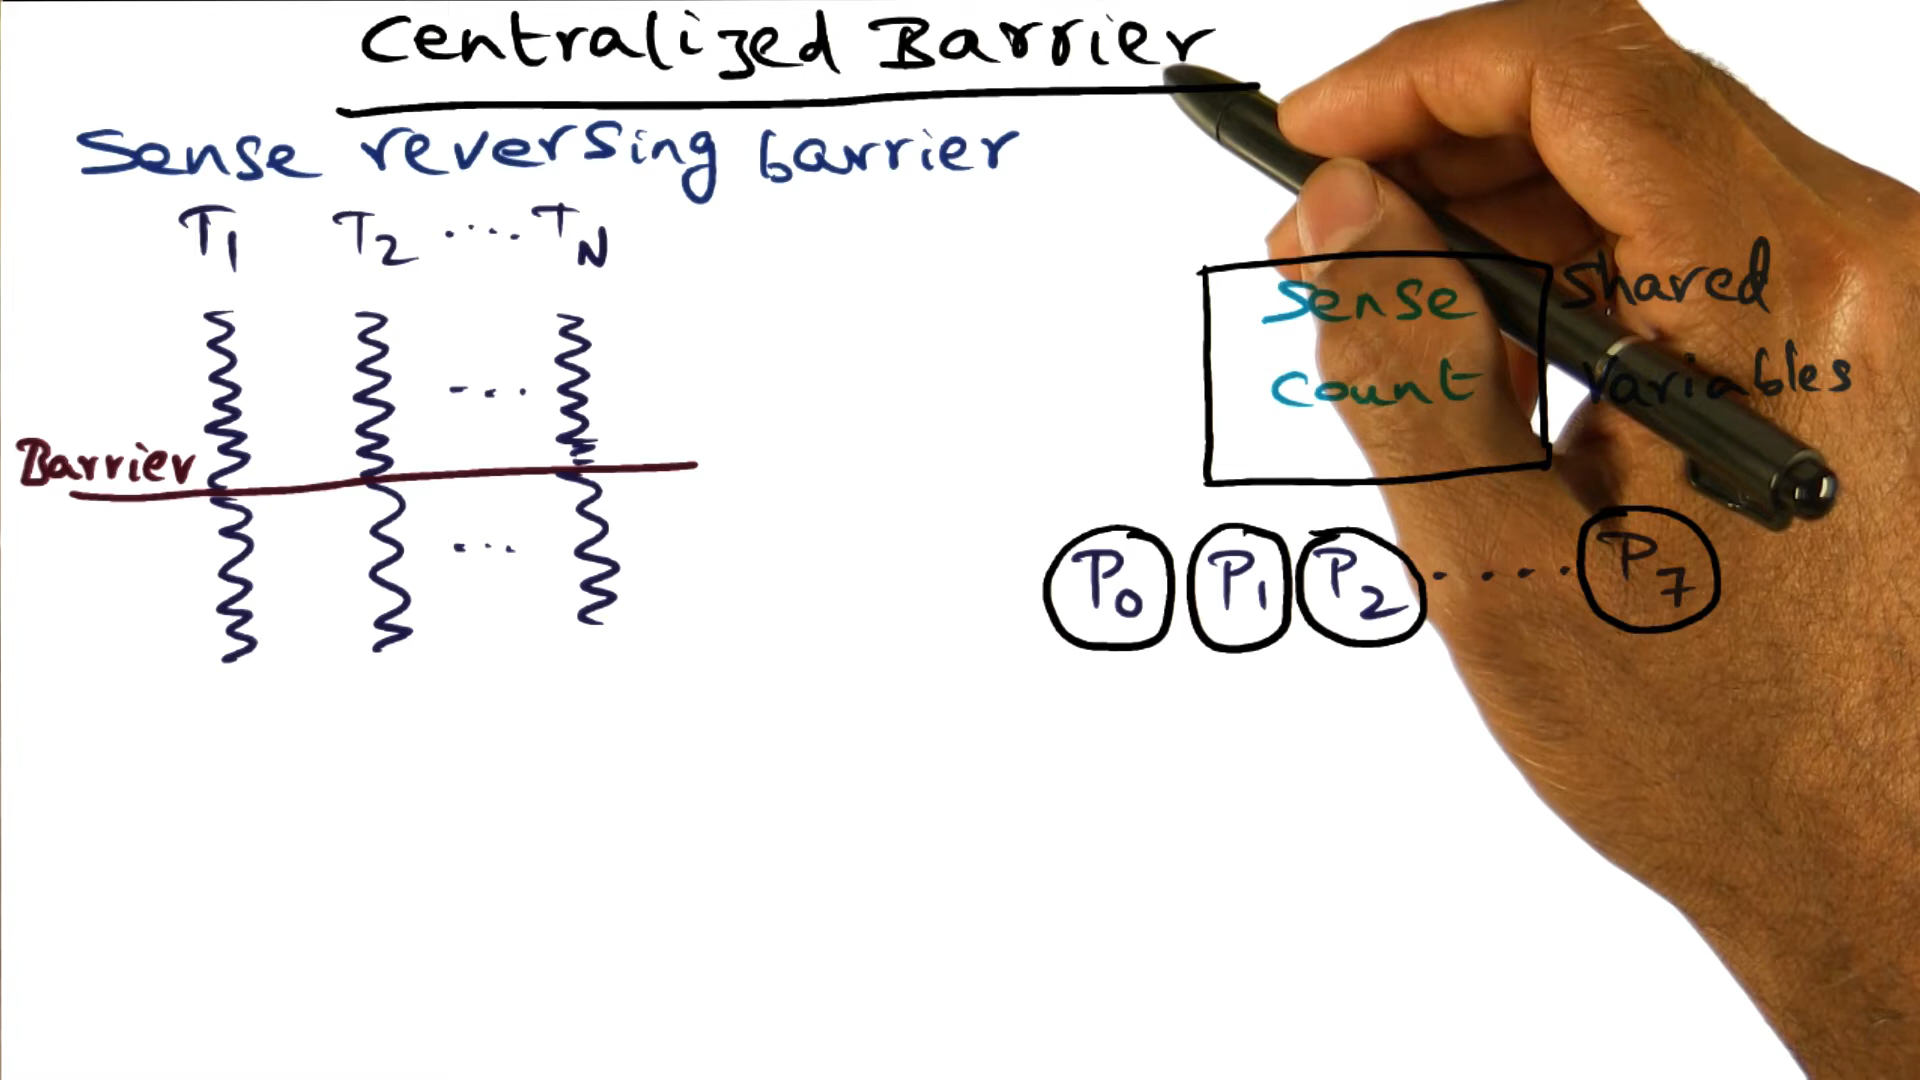 Centralized Barrier
Sense reversing barrier
T1 T2 .... TN
Sense
Count
Shared
Variables
Barrier
P0 P1 P2 ..... P7